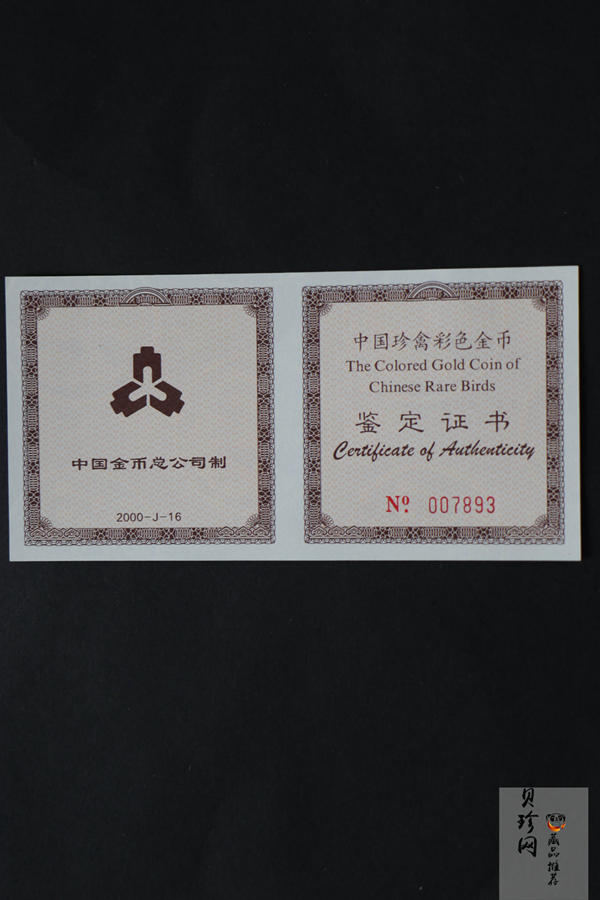 中国金币总公司制
2000-J-16
中国珍禽彩色金币
The Colored Gold Coin of
Chinese Rare Birds
鉴定证书
Certificate of Authenticity
Nº 007893
贝珍网
藏品推荐